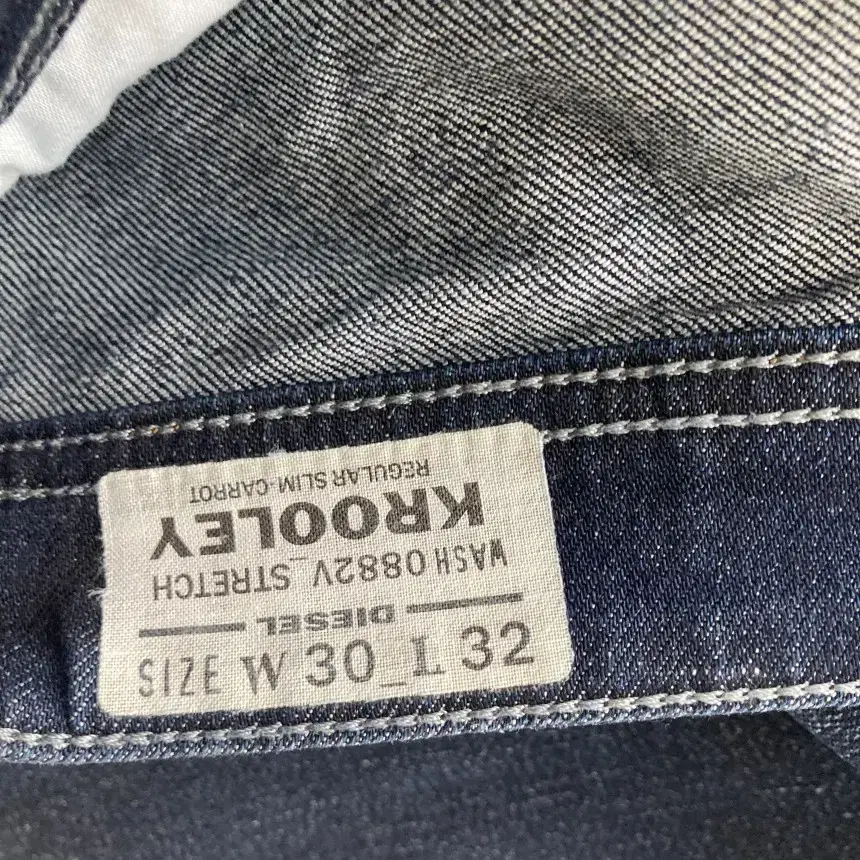 REGULAR SLIM-CARROT
KROOLEY
WASH 0882V_STRETCH
DIESEL
SIZE W 30_L 32